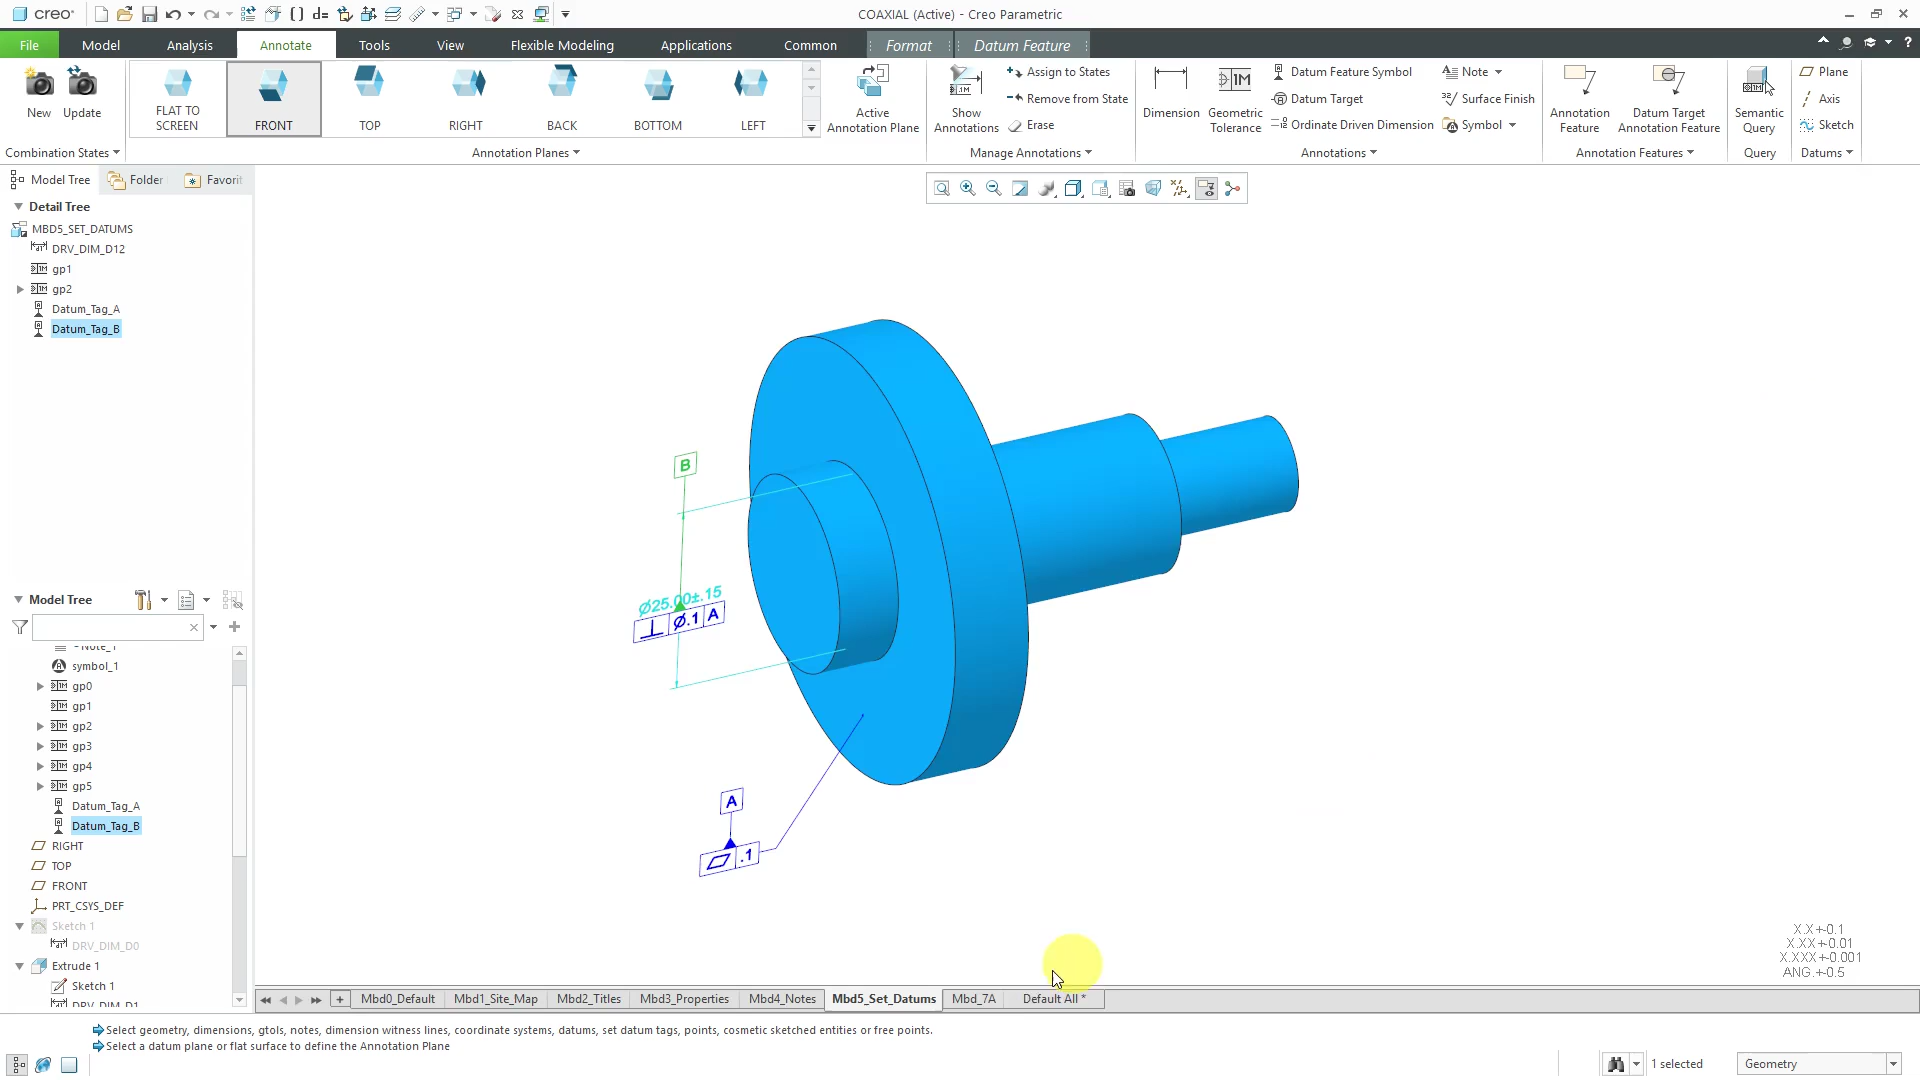 creo
COAXIAL (Active) - Creo Parametric
File
Model
Analysis
Annotate
Tools
View
Flexible Modeling
Applications
Common
Format
Datum Feature
New
Update
FLAT TO
SCREEN
FRONT
TOP
RIGHT
BACK
BOTTOM
LEFT
Active
Annotation Plane
Show
Annotations
Assign to States
Remove from State
Erase
Dimension
Geometric
Tolerance
Datum Feature Symbol
Datum Target
Ordinate Driven Dimension
Note
Surface Finish
Symbol
Annotation
Feature
Datum Target
Annotation Feature
Semantic
Query
Plane
Axis
Sketch
Combination States
Annotation Planes
Manage Annotations
Annotations
Annotation Features
Query
Datums
Model Tree
Folder
Favorit
Detail Tree
MBD5_SET_DATUMS
DRV_DIM_D12
gp1
gp2
Datum_Tag_A
Datum_Tag_B
Model Tree
Note_1
symbol_1
gp0
gp1
gp2
gp3
gp4
gp5
Datum_Tag_A
Datum_Tag_B
RIGHT
TOP
FRONT
PRT_CSYS_DEF
Sketch 1
DRV_DIM_D0
Extrude 1
Sketch 1
DRV_DIM_D1
B
Ø25.00±.15
⊥ Ø.1 A
A
⏥ .1
X.X+-0.1
X.XX+-0.01
X.XXX+-0.001
ANG.+-0.5
Mbd0_Default
Mbd1_Site_Map
Mbd2_Titles
Mbd3_Properties
Mbd4_Notes
Mbd5_Set_Datums
Mbd_7A
Default All *
Select geometry, dimensions, gtols, notes, dimension witness lines, coordinate systems, datums, set datum tags, points, cosmetic sketched entities or free points.
Select a datum plane or flat surface to define the Annotation Plane
1 selected
Geometry